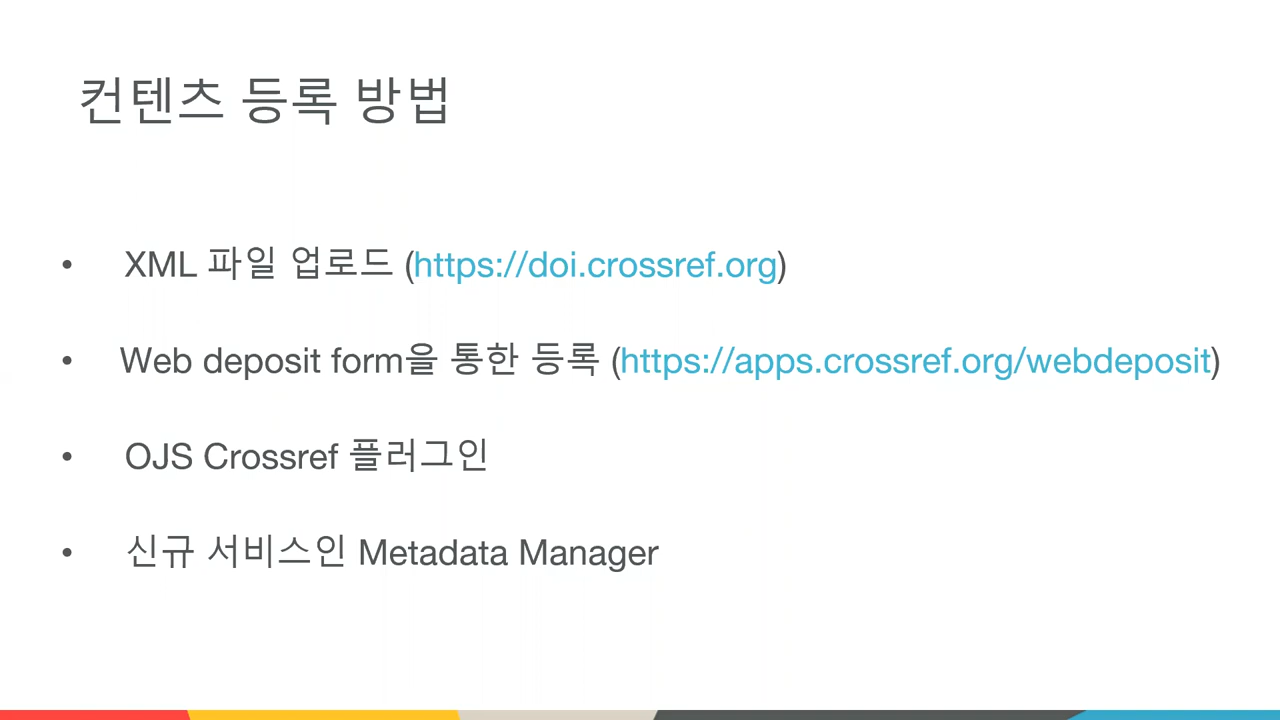 컨텐츠 등록 방법
• XML 파일 업로드 (https://doi.crossref.org)
• Web deposit form을 통한 등록 (https://apps.crossref.org/webdeposit)
• OJS Crossref 플러그인
• 신규 서비스인 Metadata Manager